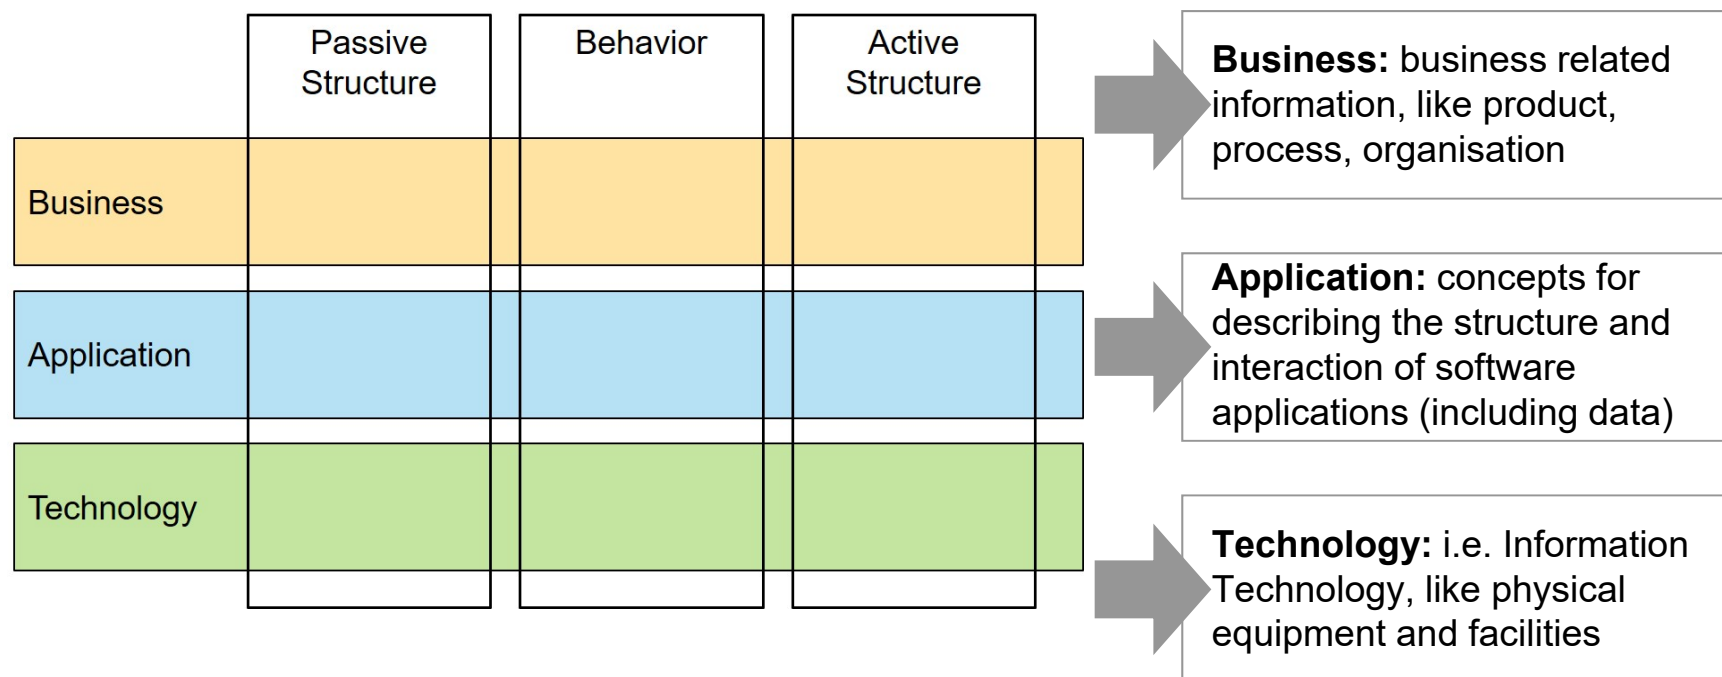 Passive
Structure
Behavior
Active
Structure
Business
Application
Technology
Business: business related
information, like product,
process, organisation
Application: concepts for
describing the structure and
interaction of software
applications (including data)
Technology: i.e. Information
Technology, like physical
equipment and facilities